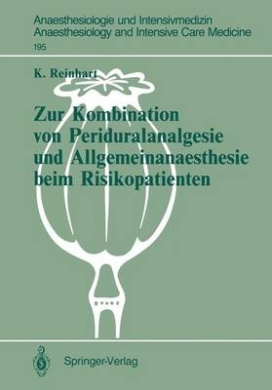 Anaesthesiologie und Intensivmedizin
Anaesthesiology and Intensive Care Medicine
195
K. Reinhart
Zur Kombination
von Periduralanalgesie
und Allgemeinanaesthesie
beim Risikopatienten
Springer-Verlag